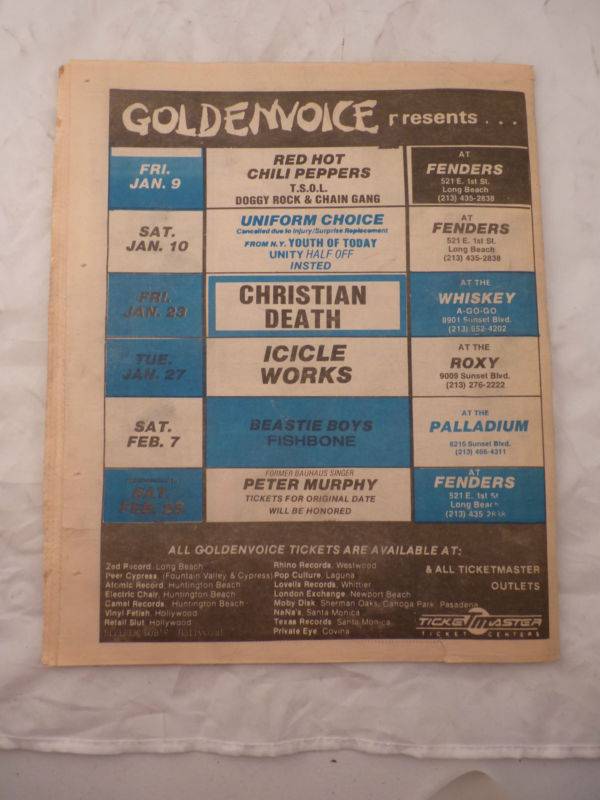 GOLDENVOICE presents . . .
FRI.
JAN. 9
RED HOT
CHILI PEPPERS
T.S.O.L.
DOGGY ROCK & CHAIN GANG
AT
FENDERS
521 E. 1st St.
Long Beach
(213) 435-2838
SAT.
JAN. 10
UNIFORM CHOICE
Cancelled due to Injury/Surprise Replacement
FROM N.Y. YOUTH OF TODAY
UNITY HALF OFF
INSTED
AT
FENDERS
521 E. 1st St.
Long Beach
(213) 435-2838
FRI.
JAN. 23
CHRISTIAN
DEATH
AT THE
WHISKEY
A-GO-GO
8901 Sunset Blvd.
(213) 652-4202
TUE.
JAN. 27
ICICLE
WORKS
AT THE
ROXY
9009 Sunset Blvd.
(213) 276-2222
SAT.
FEB. 7
BEASTIE BOYS
FISHBONE
AT THE
PALLADIUM
6215 Sunset Blvd.
(213) 466-4311
SAT.
FEB.
FORMER BAUHAUS SINGER
PETER MURPHY
TICKETS FOR ORIGINAL DATE
WILL BE HONORED
AT
FENDERS
521 E. 1st St.
Long Beach
(213) 435-2838
ALL GOLDENVOICE TICKETS ARE AVAILABLE AT:
Zed Record, Long Beach
Peer Cypress, (Fountain Valley & Cypress)
Atomic Record, Huntington Beach
Electric Chair, Huntington Beach
Camel Records, Huntington Beach
Vinyl Fetish, Hollywood
Retail Slut, Hollywood
Hollywood
Rhino Records, Westwood
Pop Culture, Laguna
Lovells Records, Whittier
London Exchange, Newport Beach
Moby Disk, Sherman Oaks, Canoga Park, Pasadena
NaNa's, Santa Monica
Texas Records, Santa Monica
Private Eye, Covina
& ALL TICKETMASTER
OUTLETS
TICKETMASTER
TICKET CENTERS